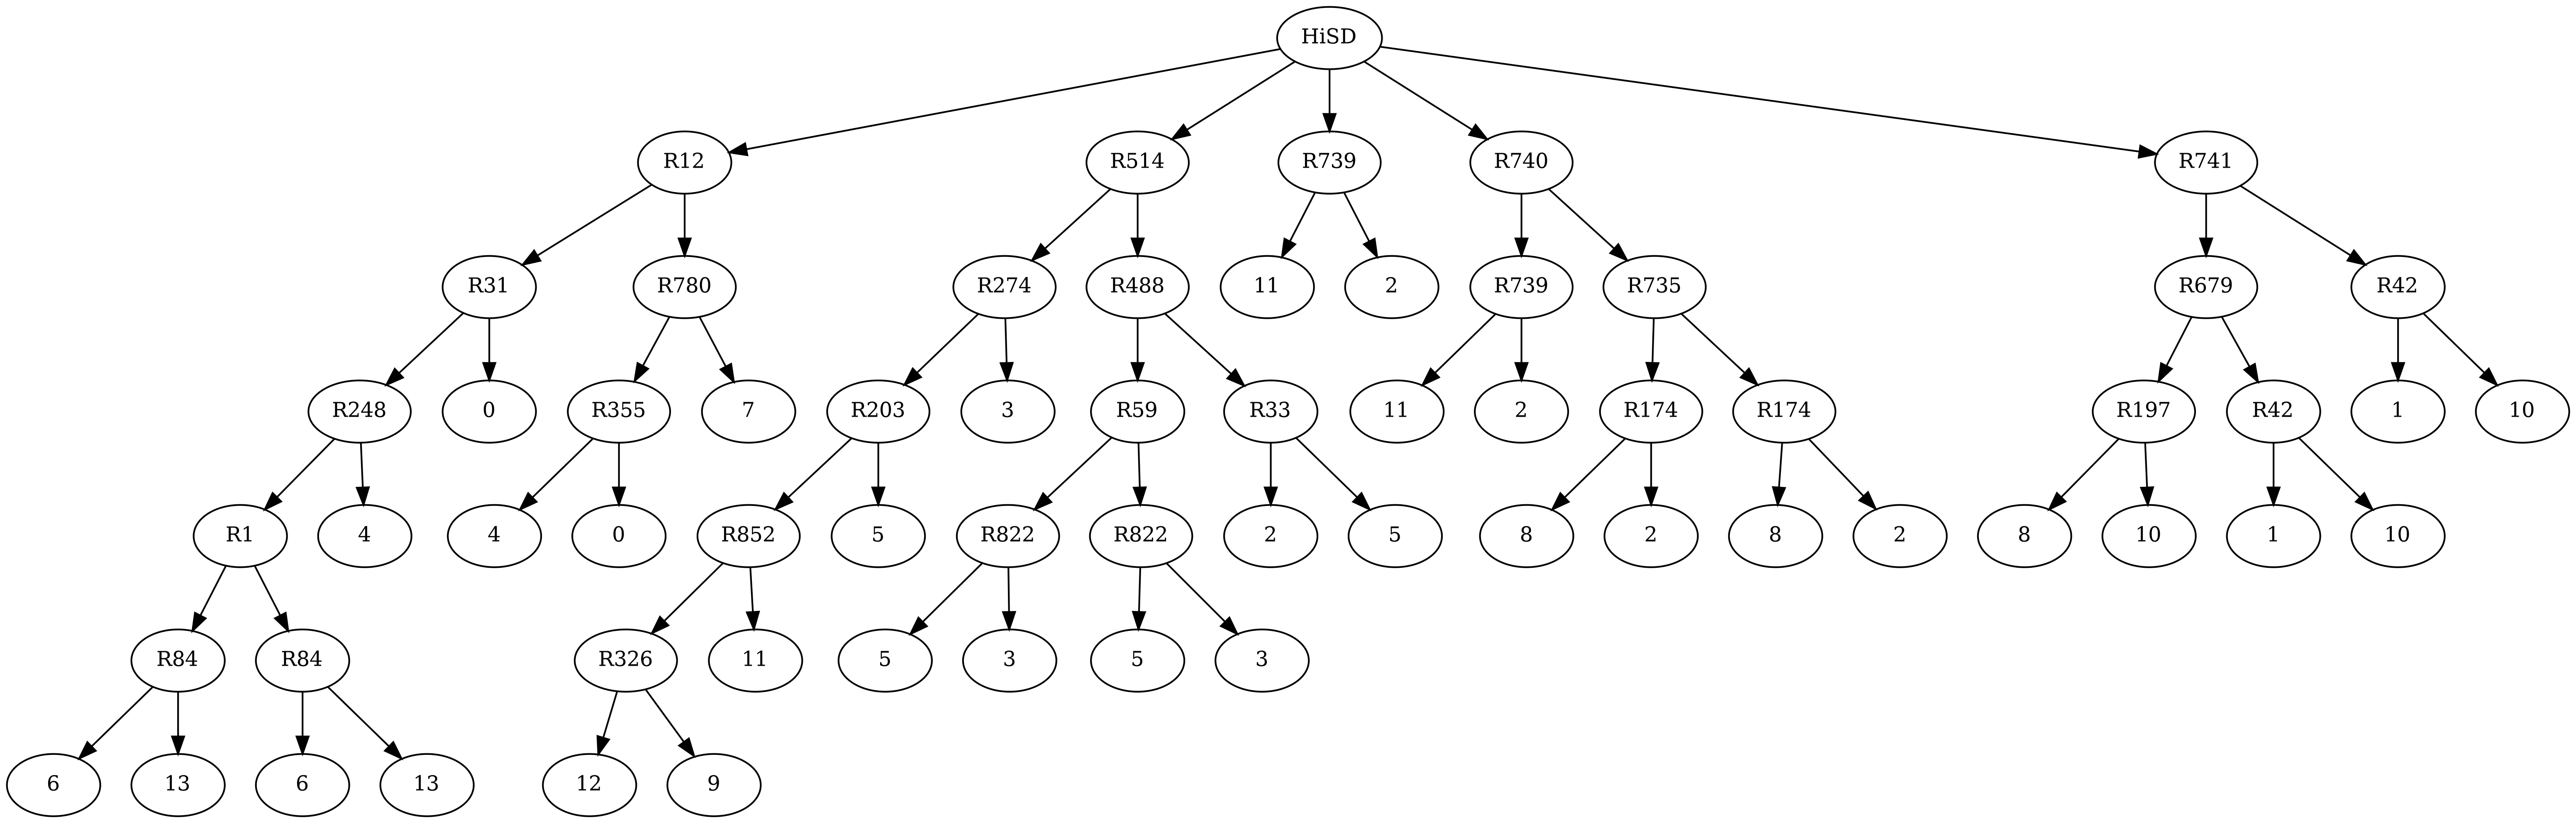 HiSD
R12 R514 R739 R740 R741
R31 R780 R274 R488 11 2 R739 R735 R679 R42
R248 0 R355 7 R203 3 R59 R33 11 2 R174 R174 R197 R42 1 10
R1 4 4 0 R852 5 R822 R822 2 5 8 2 8 2 8 10 1 10
R84 R84 R326 11 5 3 5 3
6 13 6 13 12 9